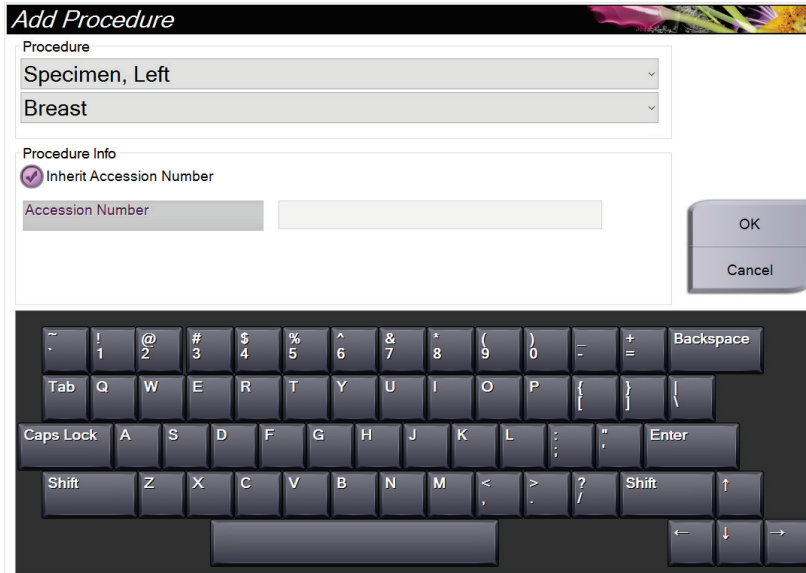 Add Procedure
Procedure
Specimen, Left
Breast
Procedure Info
Inherit Accession Number
Accession Number
OK
Cancel
~ ! @ # $ % ^ & * ( ) _ + Backspace
` 1 2 3 4 5 6 7 8 9 0 - =
Tab Q W E R T Y U I O P { } |
[ ] \
Caps Lock A S D F G H J K L : " Enter
; '
Shift Z X C V B N M < > ? Shift ↑
, . /
← ↓ →